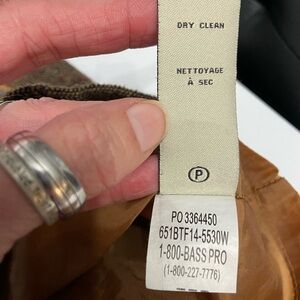 DRY CLEAN
NETTOYAGE
À SEC
P
PO 3364450
651BTF14-5530W
1-800-BASS PRO
(1-800-227-7776)